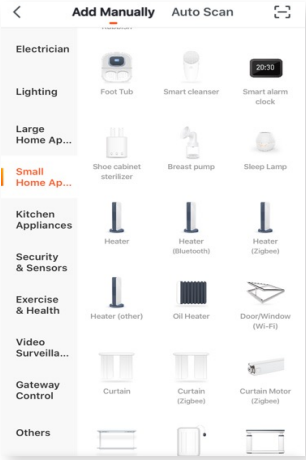 Add Manually Auto Scan
Electrician
Lighting
Large
Home Ap...
Small
Home Ap...
Kitchen
Appliances
Security
& Sensors
Exercise
& Health
Video
Surveilla...
Gateway
Control
Others
20:30
Foot Tub
Smart cleanser
Smart alarm
clock
Shoe cabinet
sterilizer
Breast pump
Sleep Lamp
Heater
Heater
(Bluetooth)
Heater
(Zigbee)
Heater (other)
Oil Heater
Door/Window
(Wi-Fi)
Curtain
Curtain
(Zigbee)
Curtain Motor
(Zigbee)